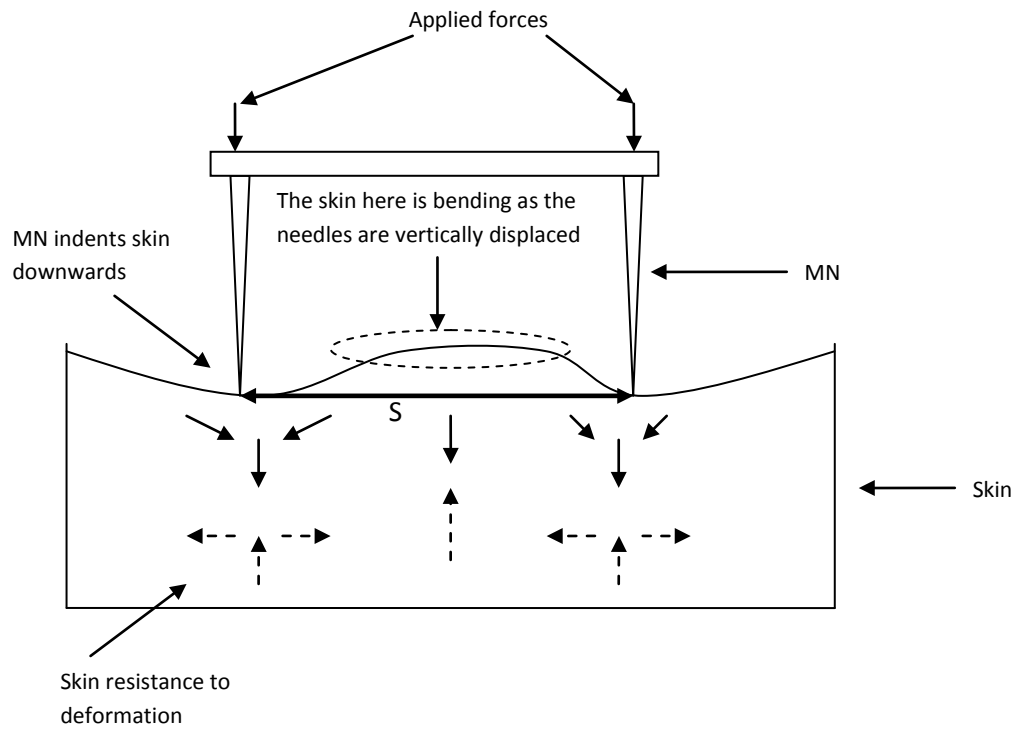 Applied forces
The skin here is bending as the
needles are vertically displaced
MN indents skin
downwards
MN
S
Skin
Skin resistance to
deformation